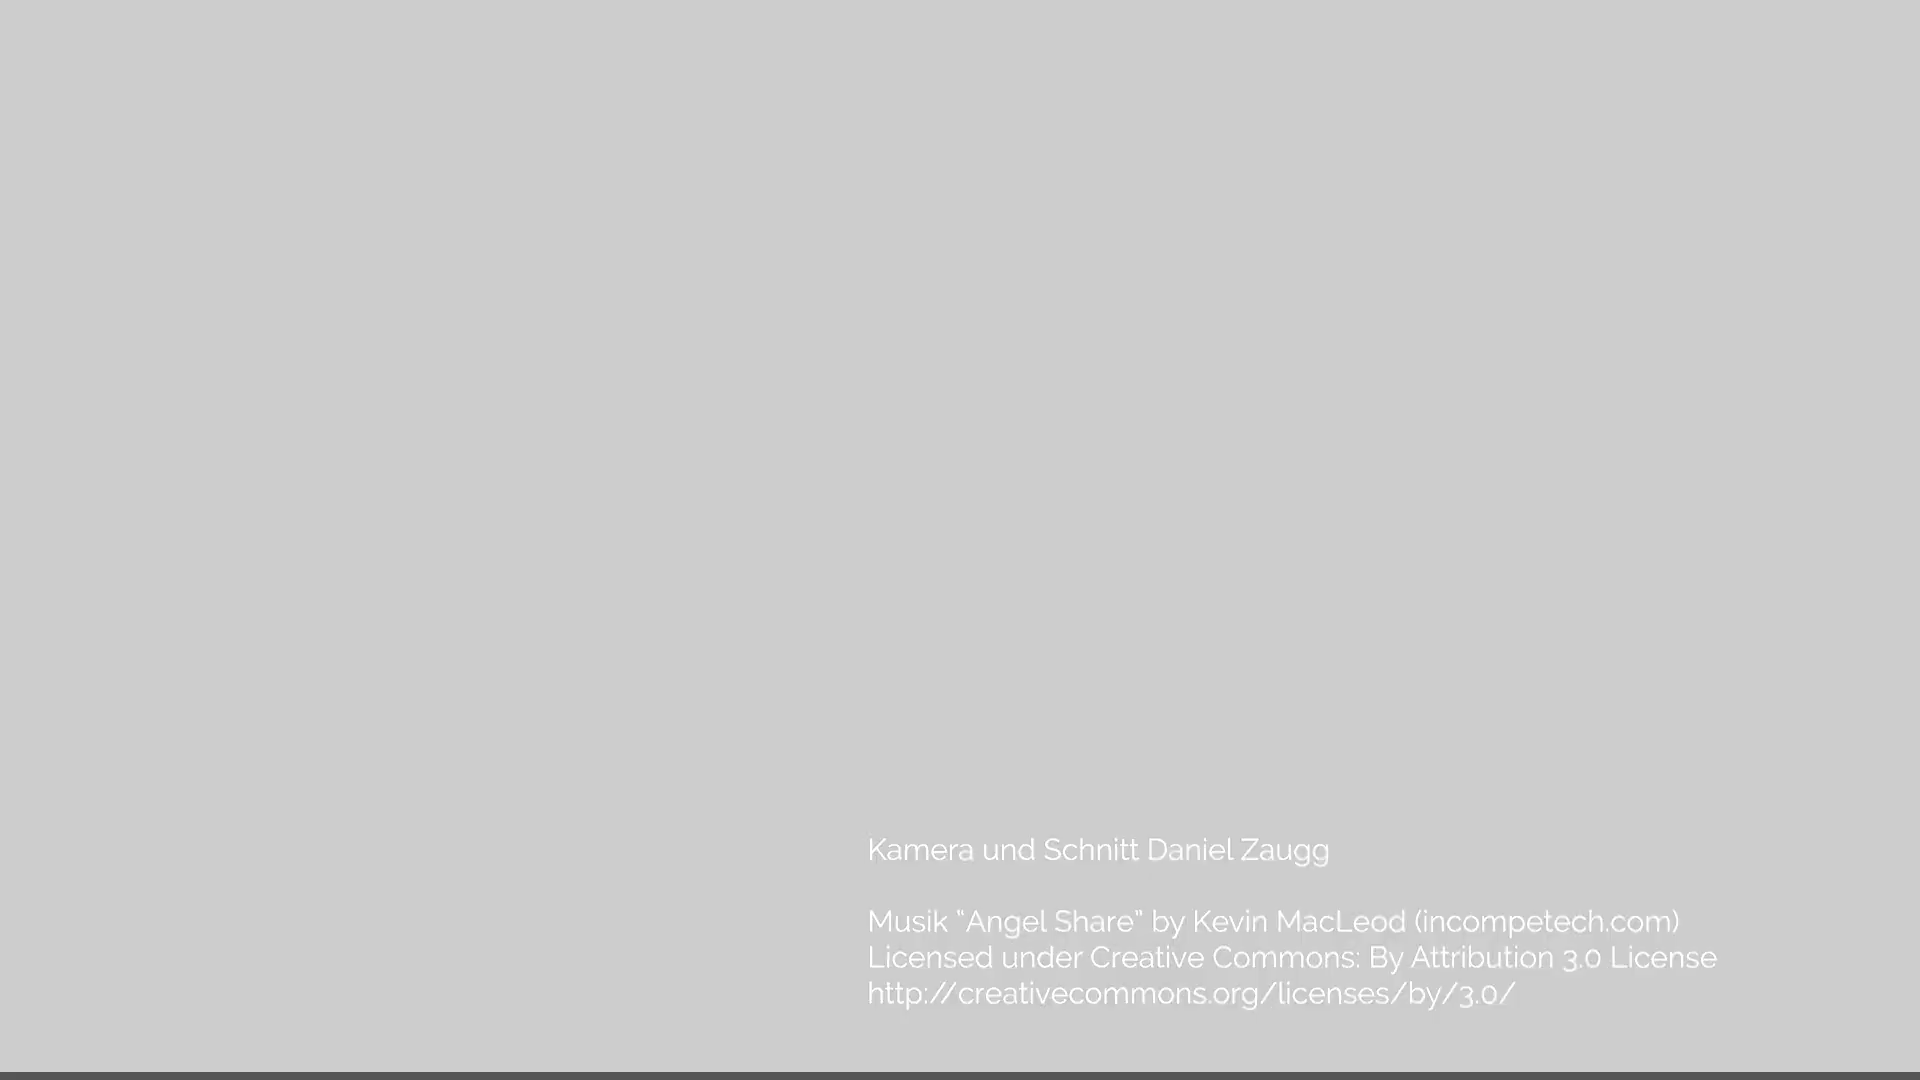 Kamera und Schnitt Daniel Zaugg
Musik "Angel Share" by Kevin MacLeod (incompetech.com)
Licensed under Creative Commons: By Attribution 3.0 License
http://creativecommons.org/licenses/by/3.0/